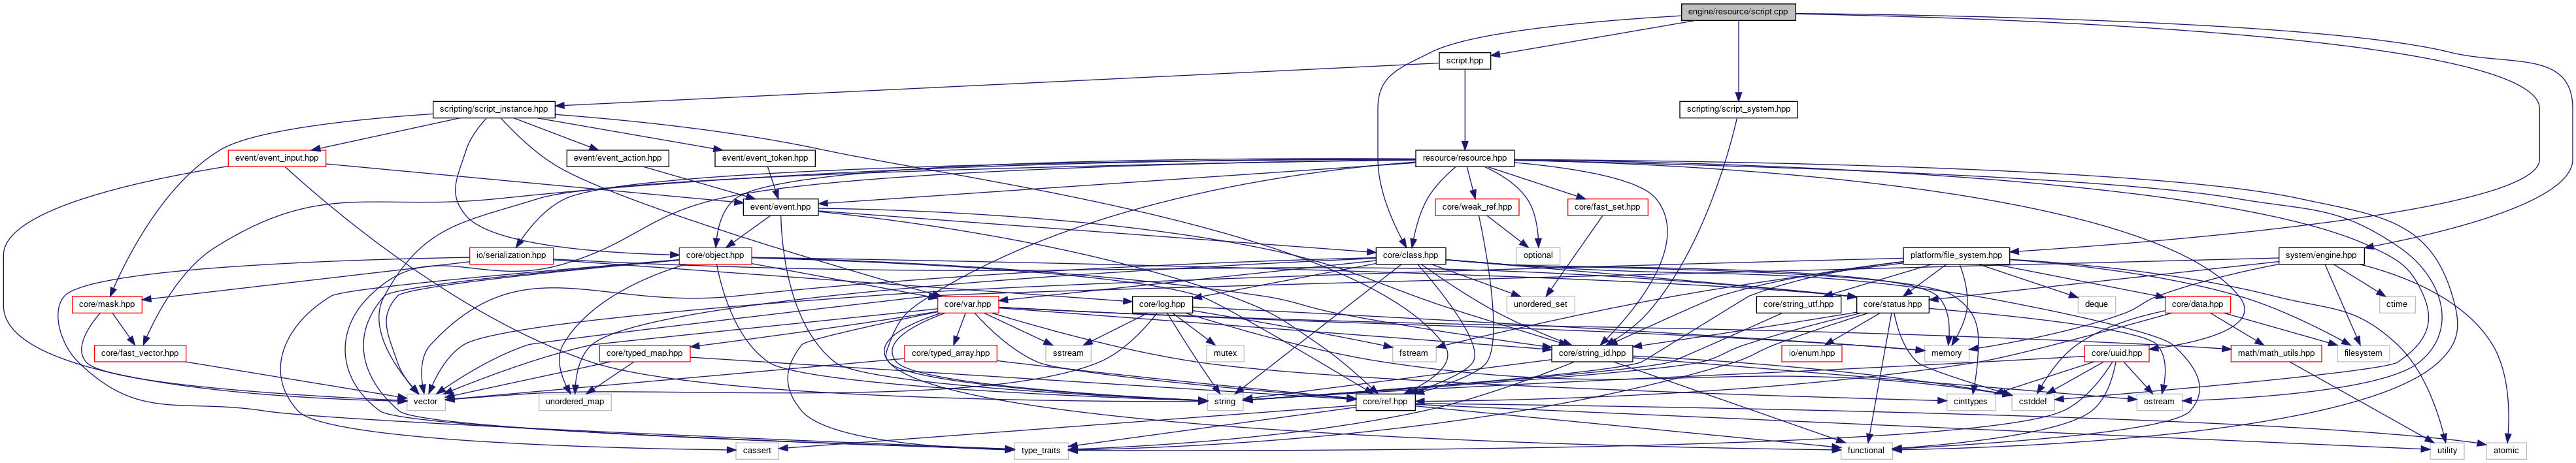 engine/resource/script.cpp
script.hpp
scripting/script_instance.hpp
scripting/script_system.hpp
event/event_input.hpp
event/event_action.hpp
event/event_token.hpp
resource/resource.hpp
event/event.hpp
core/weak_ref.hpp
core/fast_set.hpp
io/serialization.hpp
core/object.hpp
core/class.hpp
optional
platform/file_system.hpp
system/engine.hpp
core/mask.hpp
core/var.hpp
core/log.hpp
unordered_set
core/string_utf.hpp
core/status.hpp
deque
core/data.hpp
ctime
core/fast_vector.hpp
core/typed_map.hpp
core/typed_array.hpp
sstream
mutex
fstream
core/string_id.hpp
memory
io/enum.hpp
core/uuid.hpp
math/math_utils.hpp
filesystem
vector
unordered_map
string
core/ref.hpp
cinttypes
cstddef
ostream
cassert
type_traits
functional
utility
atomic